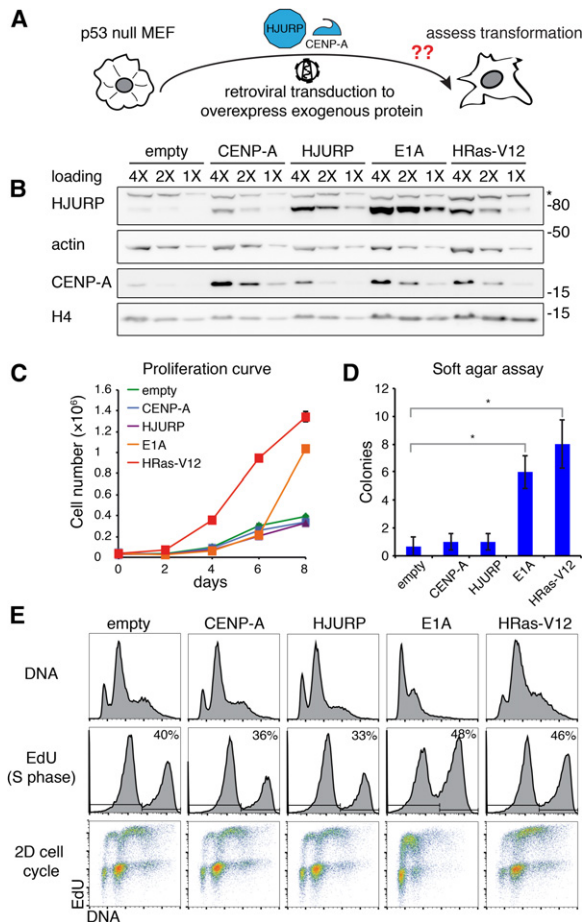 A
p53 null MEF
HJURP
CENP-A
??
assess transformation
retroviral transduction to
overexpress exogenous protein
B
empty CENP-A HJURP E1A HRas-V12
loading 4X 2X 1X 4X 2X 1X 4X 2X 1X 4X 2X 1X 4X 2X 1X
*
HJURP -80
-50
actin
CENP-A -15
-15
H4
C
Proliferation curve
Cell number (×10⁶)
1.6
1.4
1.2
1
0.8
0.6
0.4
0.2
0
0 2 4 6 8
days
empty
CENP-A
HJURP
E1A
HRas-V12
D
Soft agar assay
Colonies
12
10
8
6
4
2
0
*
*
empty CENP-A HJURP E1A HRas-V12
E
empty CENP-A HJURP E1A HRas-V12
DNA
EdU
(S phase)
40% 36% 33% 48% 46%
2D cell
cycle
EdU
DNA